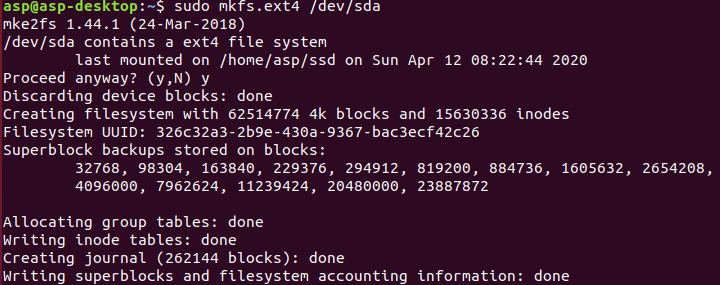 asp@asp-desktop:~$ sudo mkfs.ext4 /dev/sda
mke2fs 1.44.1 (24-Mar-2018)
/dev/sda contains a ext4 file system
last mounted on /home/asp/ssd on Sun Apr 12 08:22:44 2020
Proceed anyway? (y,N) y
Discarding device blocks: done
Creating filesystem with 62514774 4k blocks and 15630336 inodes
Filesystem UUID: 326c32a3-2b9e-430a-9367-bac3ecf42c26
Superblock backups stored on blocks:
32768, 98304, 163840, 229376, 294912, 819200, 884736, 1605632, 2654208,
4096000, 7962624, 11239424, 20480000, 23887872
Allocating group tables: done
Writing inode tables: done
Creating journal (262144 blocks): done
Writing superblocks and filesystem accounting information: done